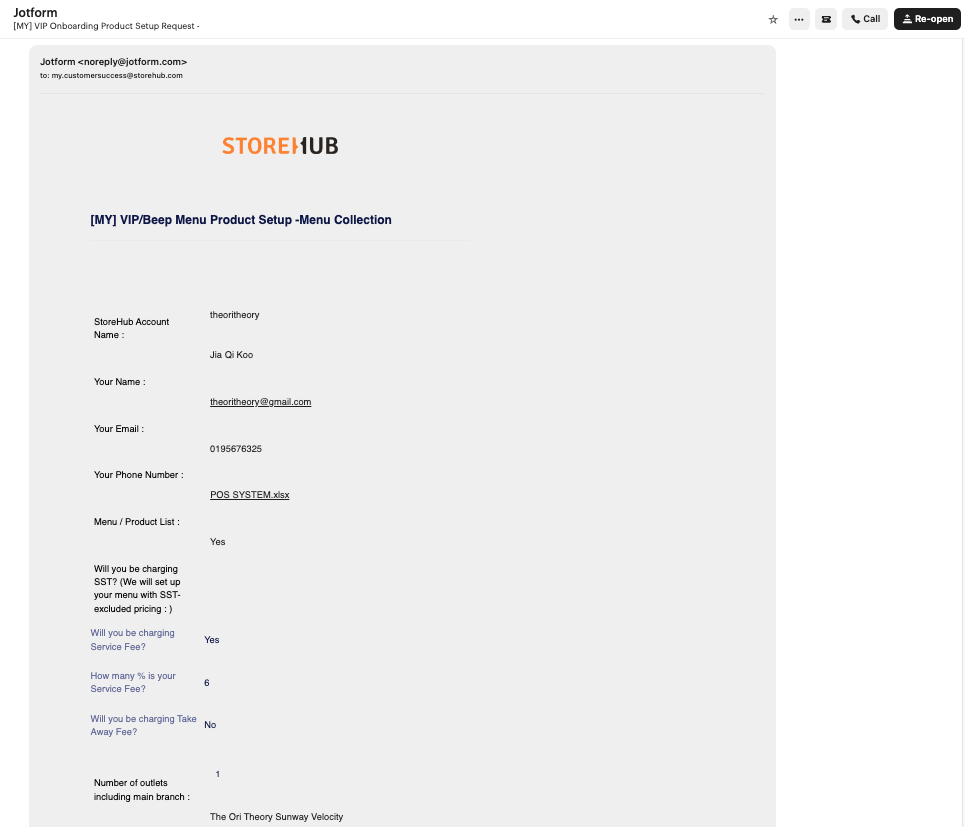 Jotform
[MY] VIP Onboarding Product Setup Request -
Call
Re-open
Jotform <noreply@jotform.com>
to: my.customersuccess@storehub.com
STOREHUB
[MY] VIP/Beep Menu Product Setup -Menu Collection
StoreHub Account
Name :
theoritheory
Your Name :
Jia Qi Koo
Your Email :
theoritheory@gmail.com
Your Phone Number :
0195676325
Menu / Product List :
POS SYSTEM.xlsx
Will you be charging
SST? (We will set up
your menu with SST-
excluded pricing : )
Yes
Will you be charging
Service Fee?
Yes
How many % is your
Service Fee?
6
Will you be charging Take
Away Fee?
No
Number of outlets
including main branch :
1
The Ori Theory Sunway Velocity